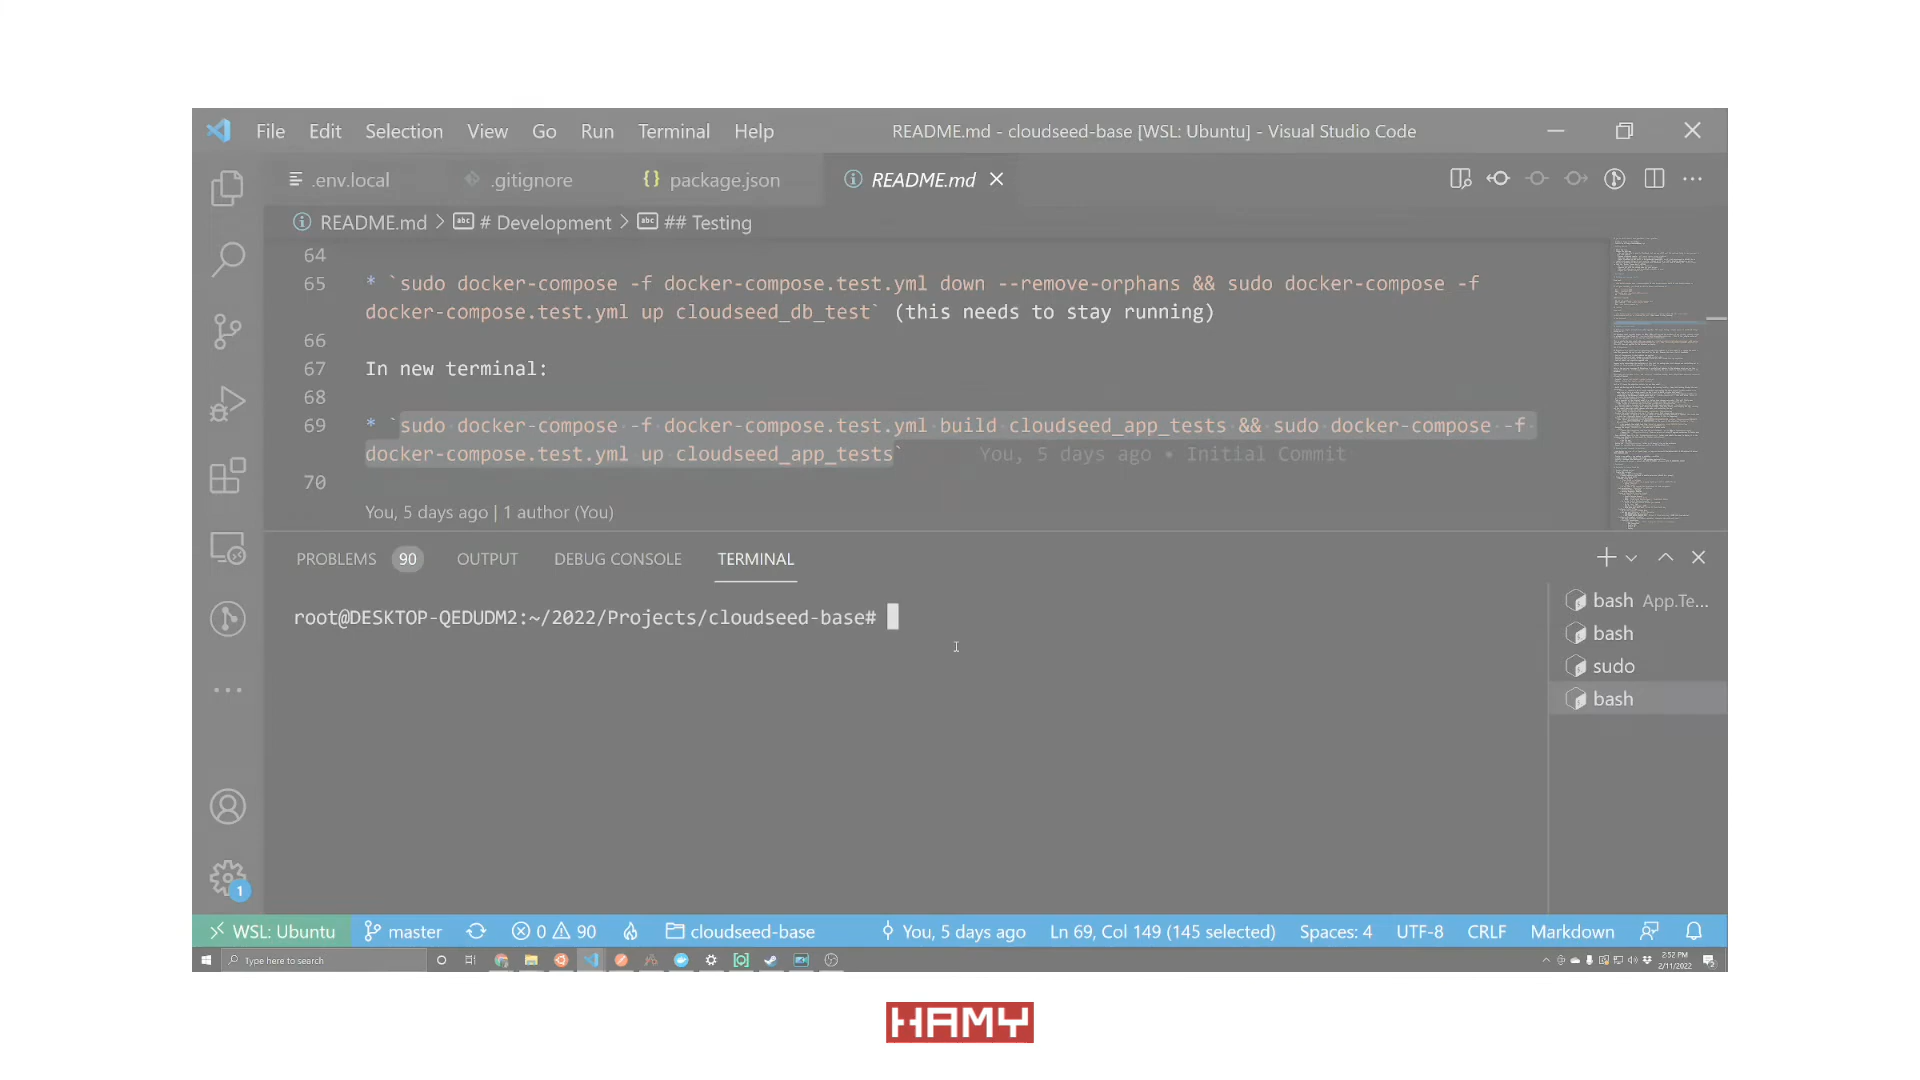 File Edit Selection View Go Run Terminal Help README.md - cloudseed-base [WSL: Ubuntu] - Visual Studio Code
.env.local .gitignore {} package.json README.md
README.md > # Development > ## Testing
64
65 * `sudo docker-compose -f docker-compose.test.yml down --remove-orphans && sudo docker-compose -f
docker-compose.test.yml up cloudseed_db_test` (this needs to stay running)
66
67 In new terminal:
68
69 * `sudo docker-compose -f docker-compose.test.yml build cloudseed_app_tests && sudo docker-compose -f
docker-compose.test.yml up cloudseed_app_tests` You, 5 days ago • Initial Commit
70
You, 5 days ago | 1 author (You)
PROBLEMS 90 OUTPUT DEBUG CONSOLE TERMINAL
root@DESKTOP-QEDUDM2:~/2022/Projects/cloudseed-base#
bash App.Te...
bash
sudo
bash
1
WSL: Ubuntu master 0 90 cloudseed-base You, 5 days ago Ln 69, Col 149 (145 selected) Spaces: 4 UTF-8 CRLF Markdown
Type here to search
2:52 PM
2/11/2022
HAMY